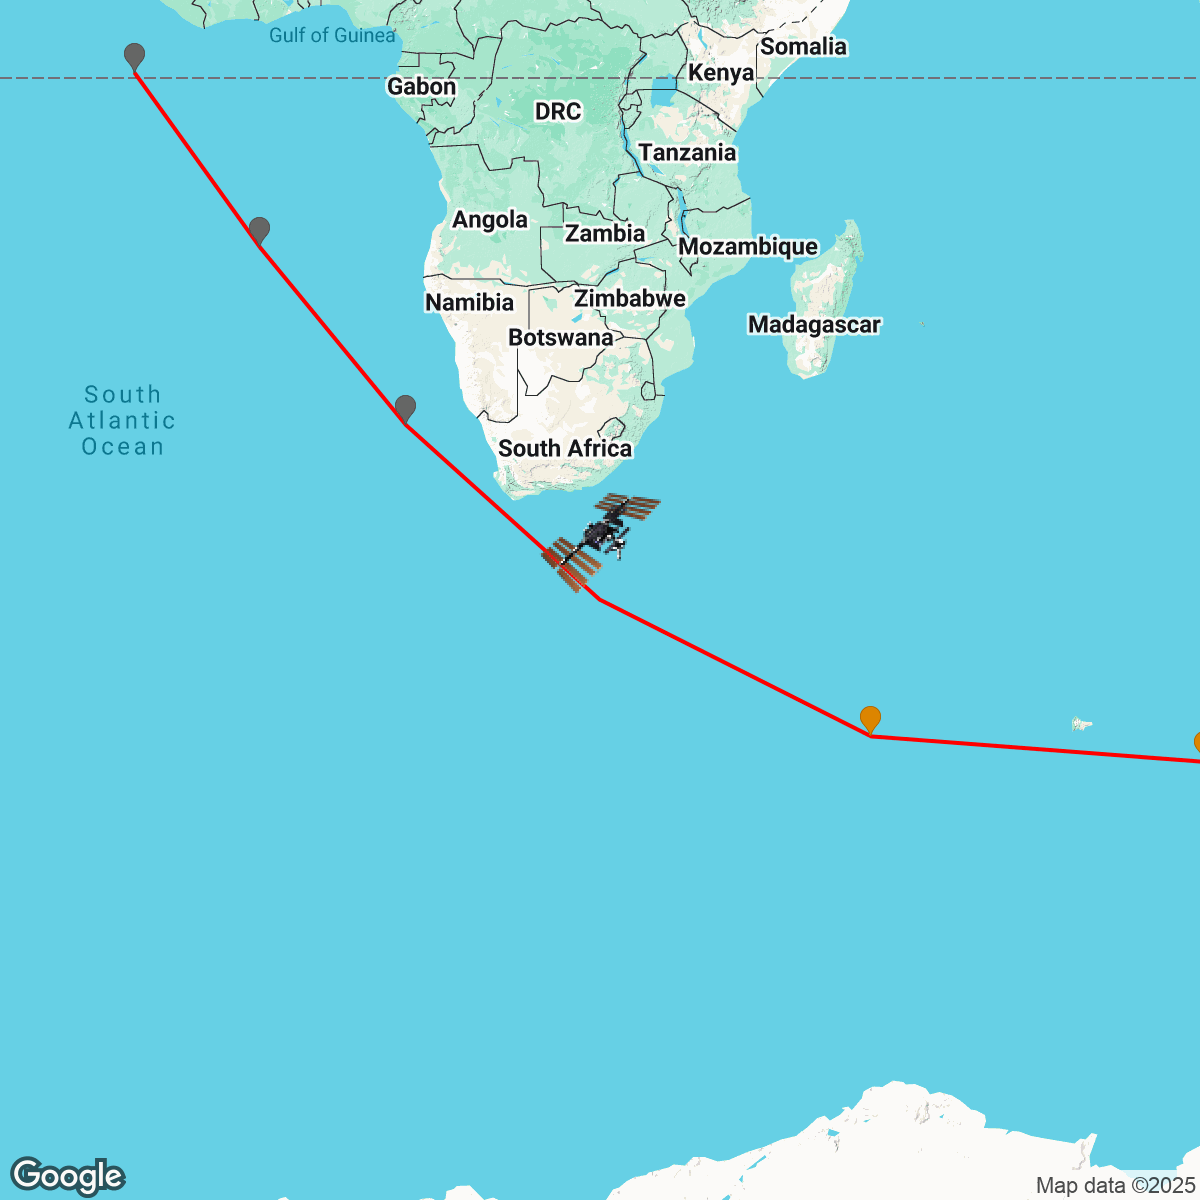 Gulf of Guinea
Somalia
Kenya
Gabon
DRC
Tanzania
Angola
Zambia
Mozambique
Namibia
Zimbabwe
Madagascar
Botswana
South
Atlantic
Ocean
South Africa
Google
Map data ©2025